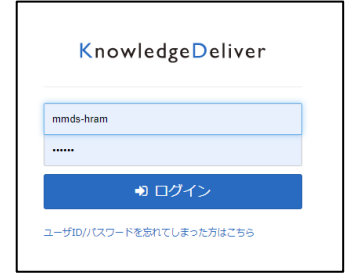 KnowledgeDeliver
mmds-hram
••••••
ログイン
ユーザID/パスワードを忘れてしまった方はこちら